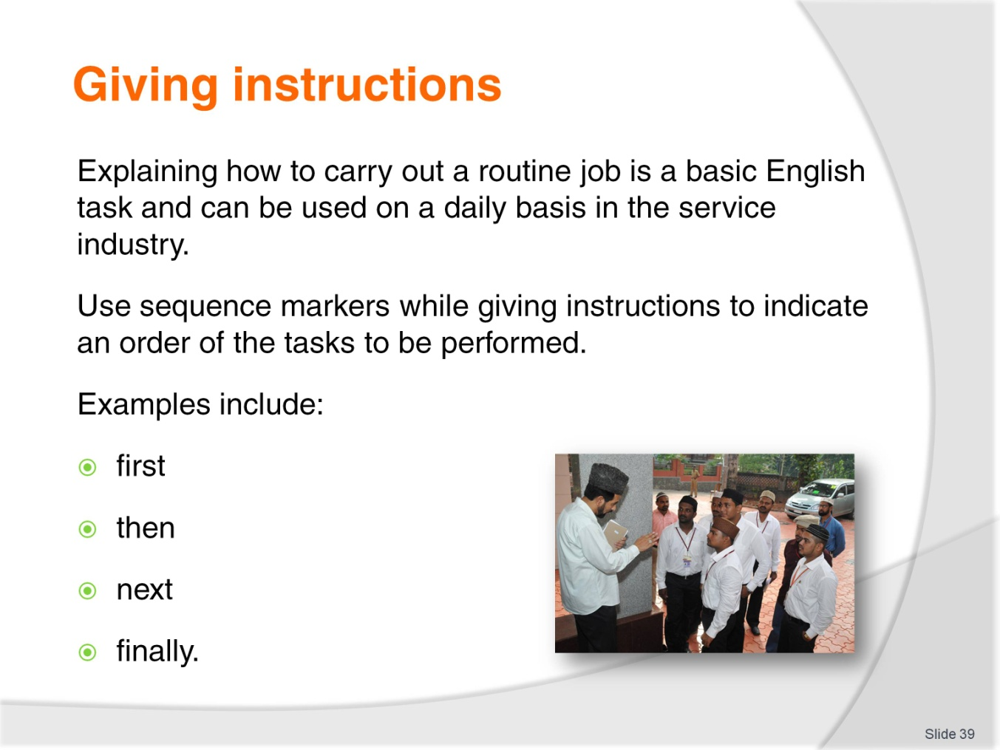 Giving instructions
Explaining how to carry out a routine job is a basic English
task and can be used on a daily basis in the service
industry.
Use sequence markers while giving instructions to indicate
an order of the tasks to be performed.
Examples include:
first
then
next
finally.
Slide 39